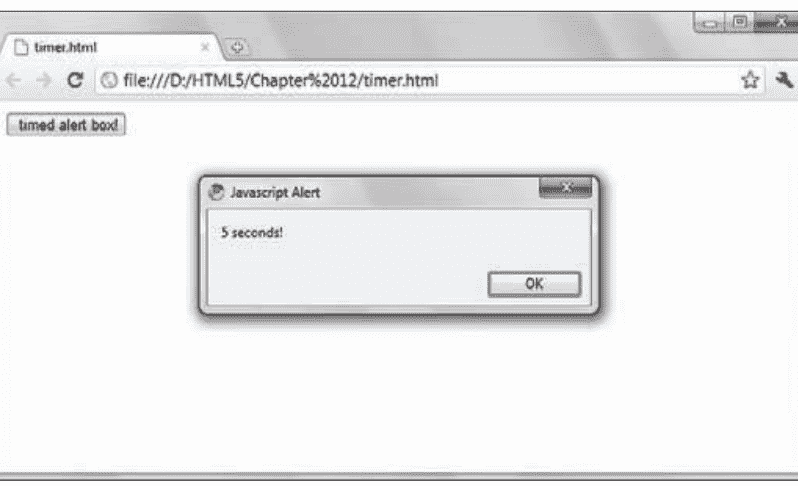 timer.html
file:///D:/HTML5/Chapter%2012/timer.html
timed alert box!
Javascript Alert
5 seconds!
OK